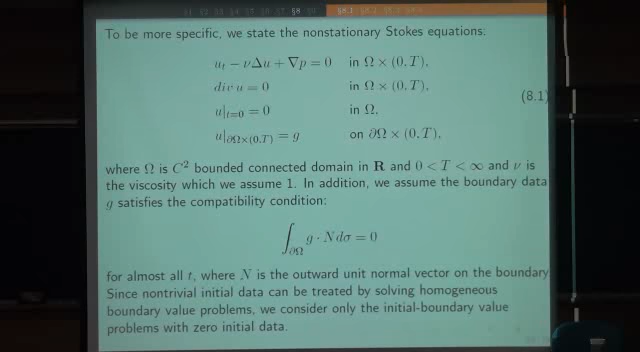 §8 §8.1
To be more specific, we state the nonstationary Stokes equations:
u_t − νΔu + ∇p = 0 in Ω × (0, T),
div u = 0 in Ω × (0, T),
u|_{t=0} = 0 in Ω,
(8.1)
u|_{∂Ω×(0,T)} = g on ∂Ω × (0, T),
where Ω is C² bounded connected domain in R and 0 < T < ∞ and ν is
the viscosity which we assume 1. In addition, we assume the boundary data
g satisfies the compatibility condition:
∫_{∂Ω} g · N dσ = 0
for almost all t, where N is the outward unit normal vector on the boundary
Since nontrivial initial data can be treated by solving homogeneous
boundary value problems, we consider only the initial-boundary value
problems with zero initial data.